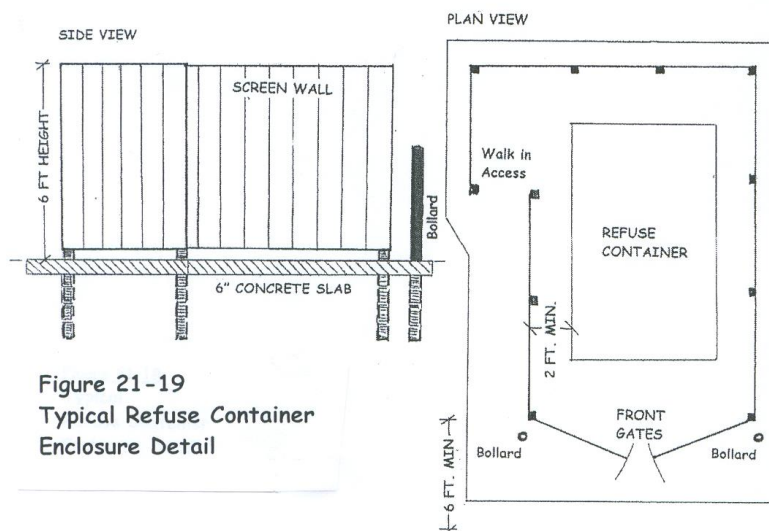 SIDE VIEW
SCREEN WALL
6 FT HEIGHT
Bollard
6" CONCRETE SLAB
Figure 21-19
Typical Refuse Container
Enclosure Detail
PLAN VIEW
Walk in
Access
REFUSE
CONTAINER
2 FT. MIN.
FRONT
GATES
Bollard
Bollard
6 FT. MIN